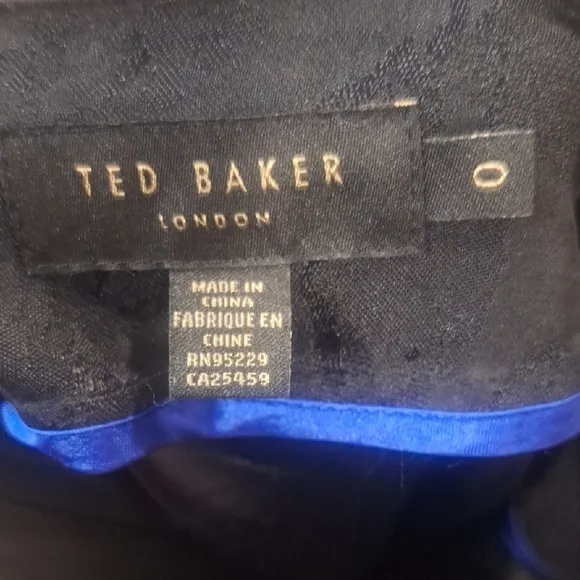 TED BAKER
LONDON
0
MADE IN
CHINA
FABRIQUE EN
CHINE
RN95229
CA25459